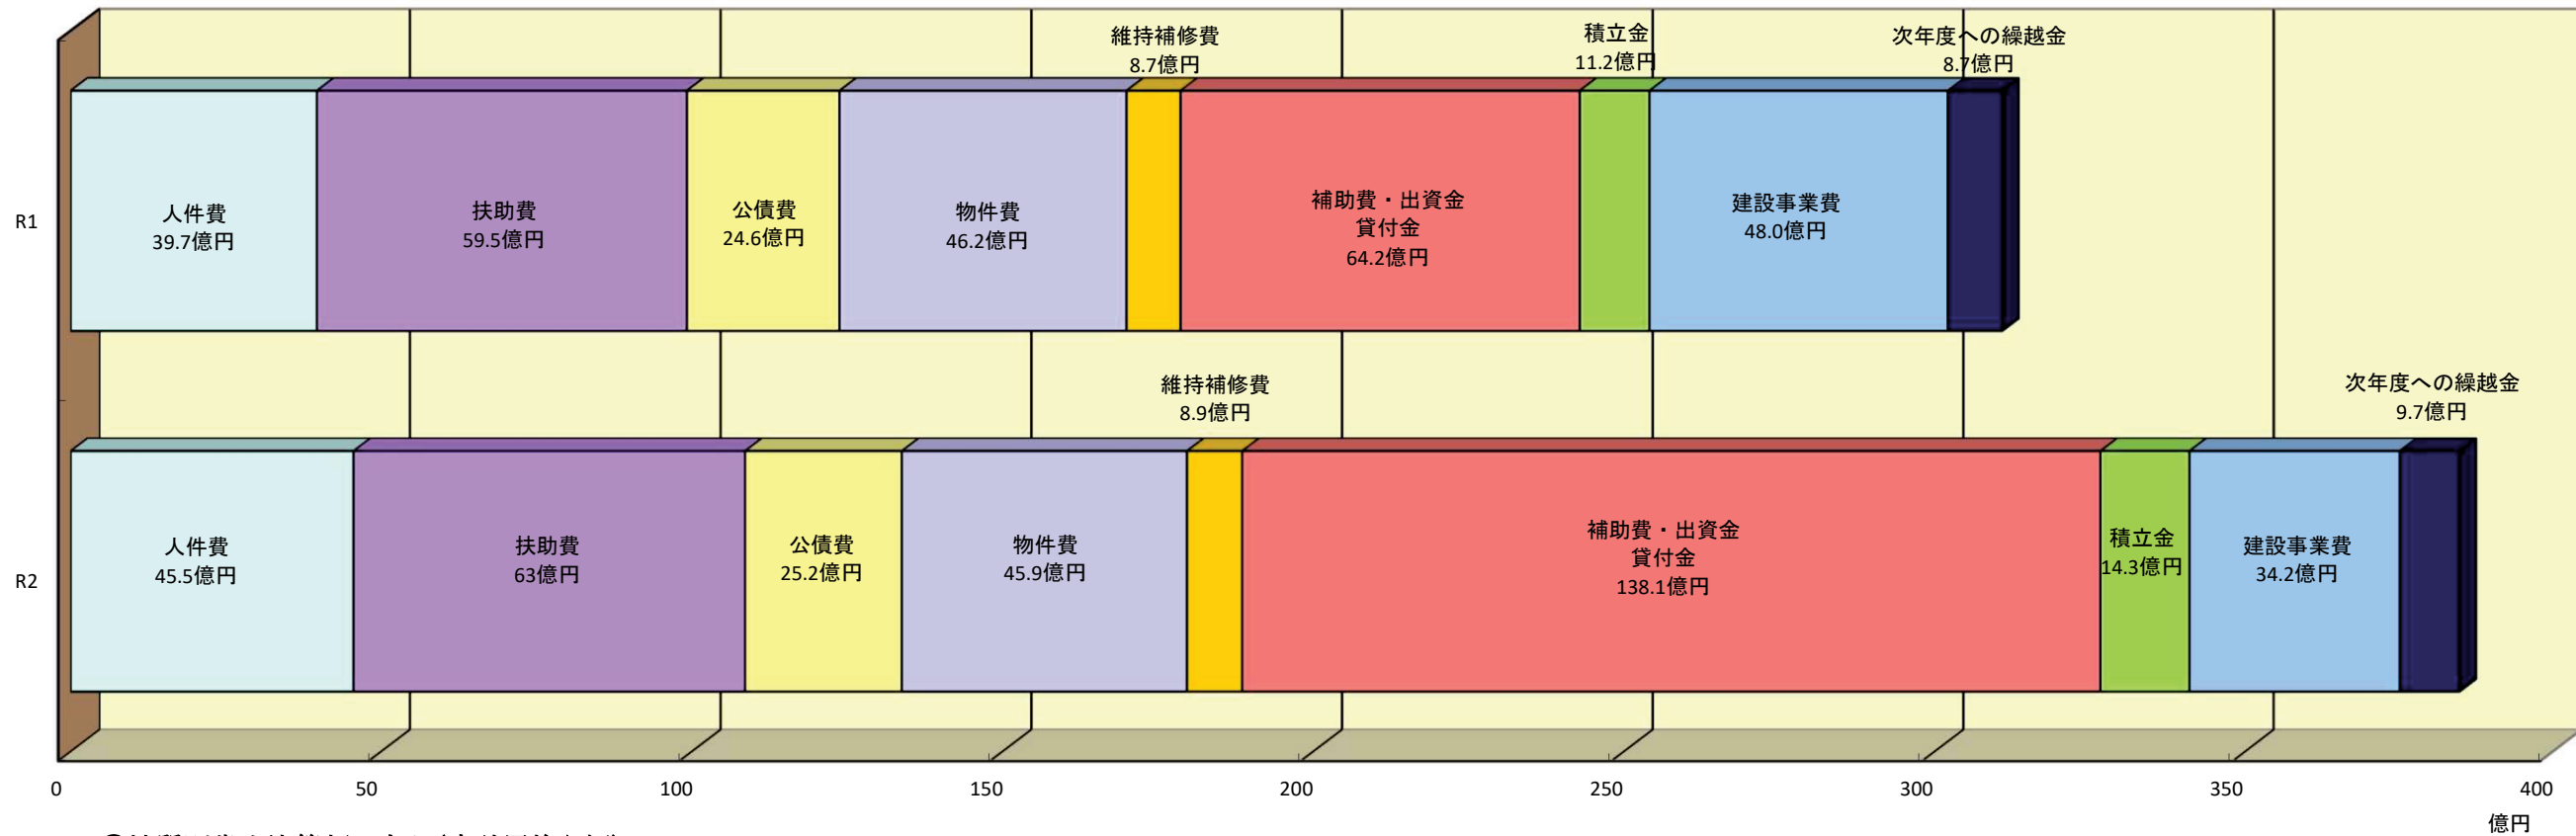 維持補修費
8.7億円
積立金
11.2億円
次年度への繰越金
8.7億円
R1
人件費
39.7億円
扶助費
59.5億円
公債費
24.6億円
物件費
46.2億円
補助費・出資金
貸付金
64.2億円
建設事業費
48.0億円
維持補修費
8.9億円
次年度への繰越金
9.7億円
R2
人件費
45.5億円
扶助費
63億円
公債費
25.2億円
物件費
45.9億円
補助費・出資金
貸付金
138.1億円
積立金
14.3億円
建設事業費
34.2億円
0 50 100 150 200 250 300 350 400
億円